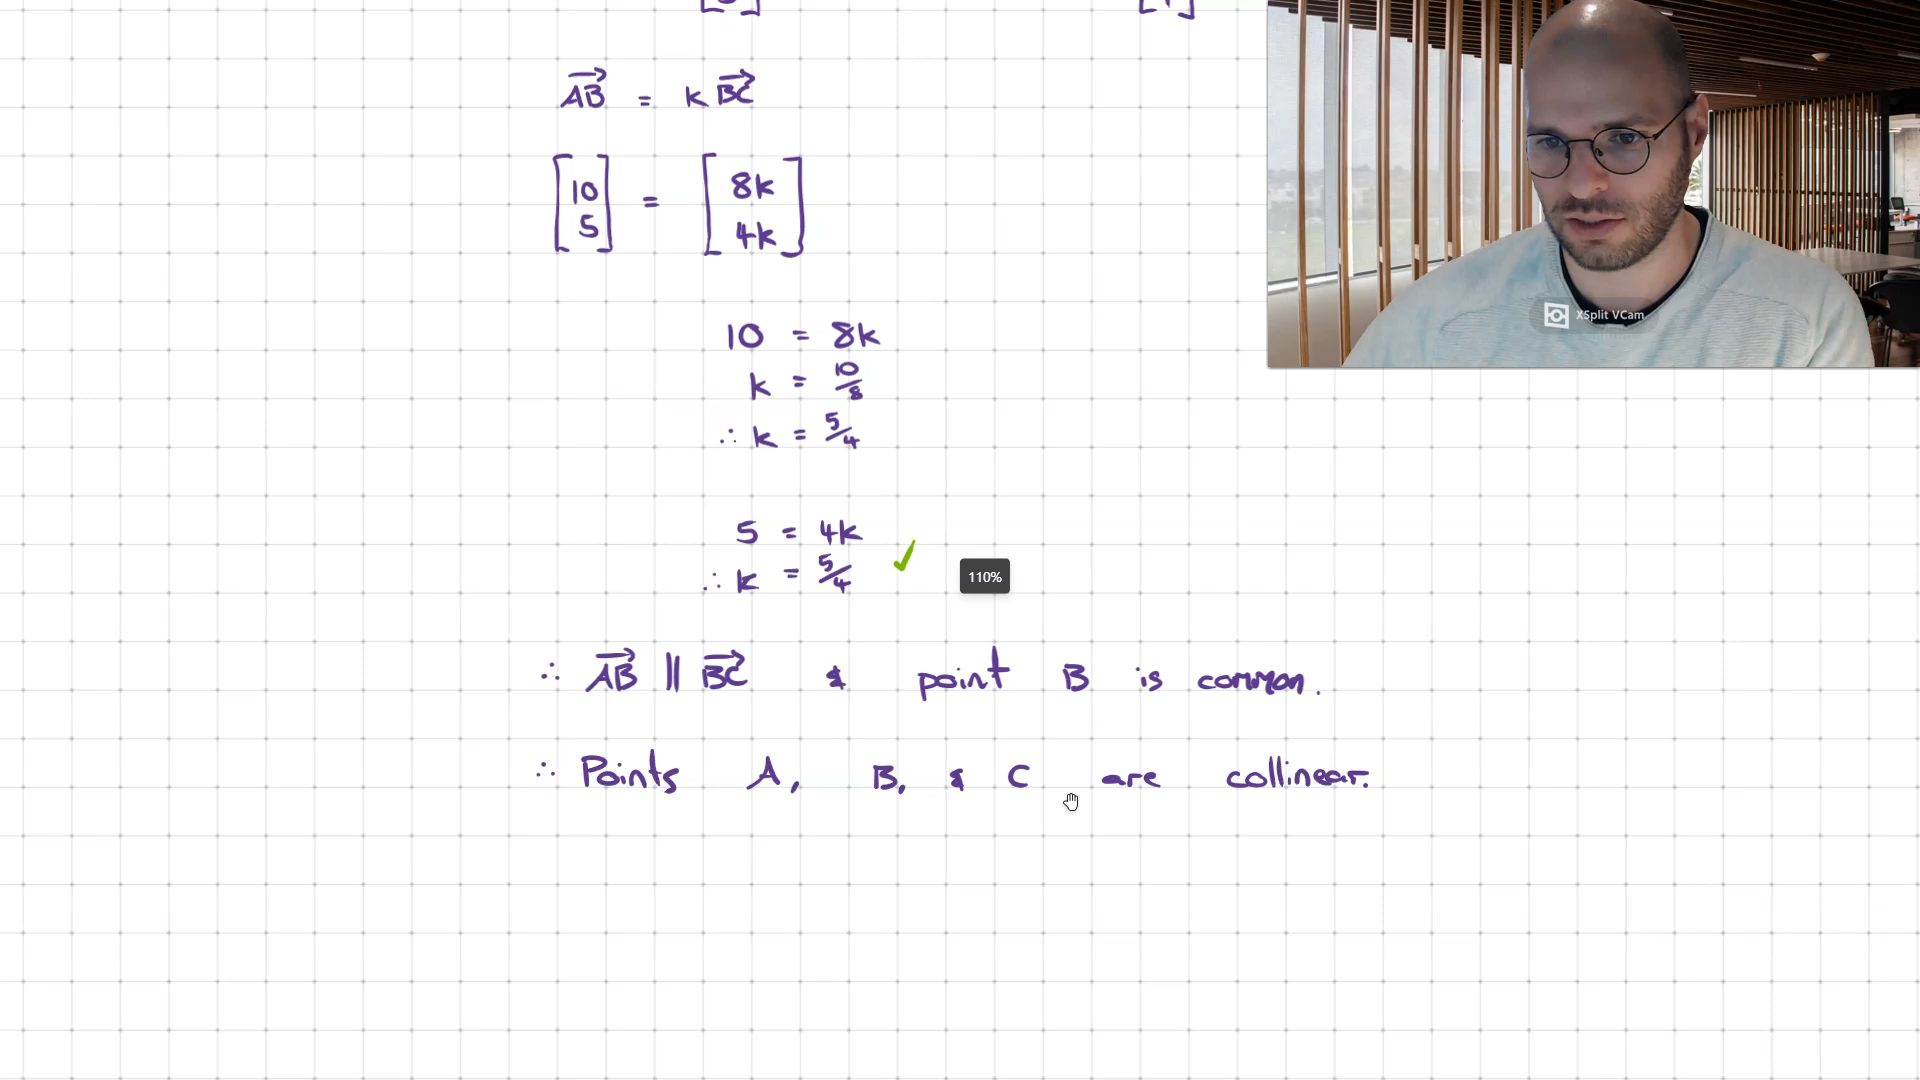 AB = k BC
[10 5] = [8k 4k]
10 = 8k
k = 10/8
∴ k = 5/4
5 = 4k ✓
∴ k = 5/4
110%
∴ AB || BC & point B is common.
∴ Points A, B, & C are collinear.
XSplit VCam